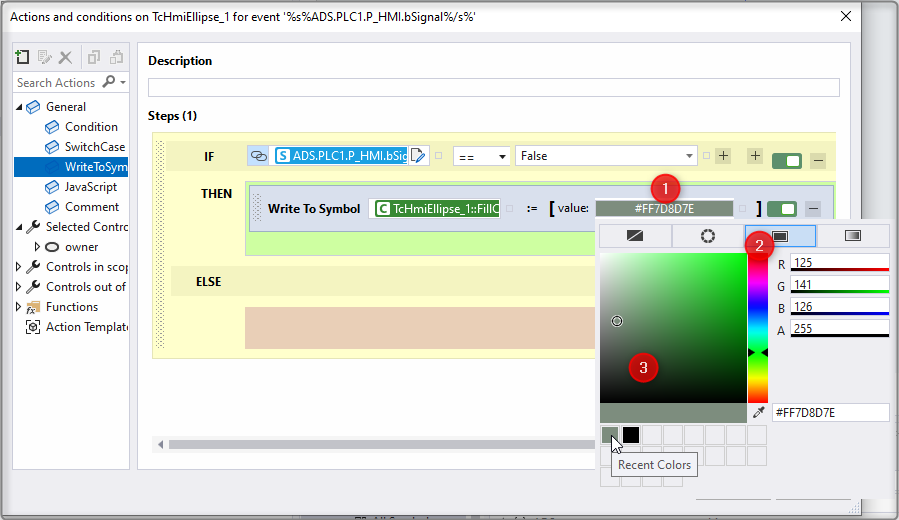 Actions and conditions on TcHmiEllipse_1 for event '%s%ADS.PLC1.P_HMI.bSignal%/s%'
Search Actions
General
Condition
SwitchCase
WriteToSym
JavaScript
Comment
Selected Contr
owner
Controls in scop
Controls out of
Functions
Action Template
Description
Steps (1)
IF
S ADS.PLC1.P_HMI.bSig
==
False
THEN
Write To Symbol
C TcHmiEllipse_1::FillC
:=
[ value:
#FF7D8D7E
]
ELSE
1
2
3
R 125
G 141
B 126
A 255
#FF7D8D7E
Recent Colors